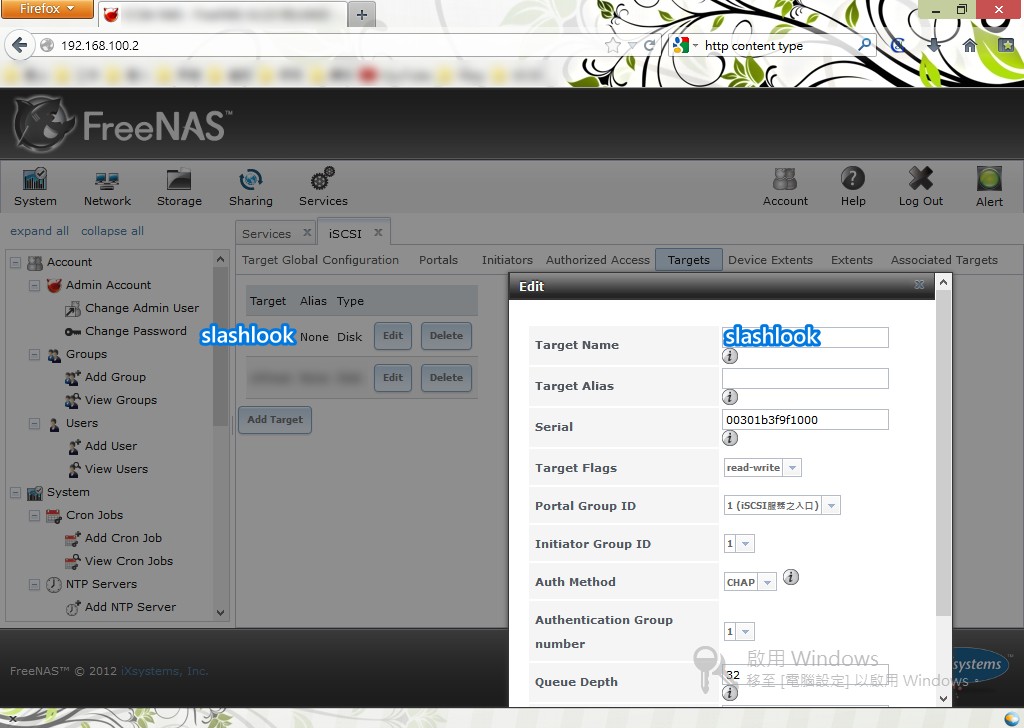 Firefox
192.168.100.2
http content type
FreeNAS™
System Network Storage Sharing Services Account Help Log Out Alert
expand all collapse all
Services iSCSI
Target Global Configuration Portals Initiators Authorized Access Targets Device Extents Extents Associated Targets
Account
Admin Account
Change Admin User
Change Password
Groups
Add Group
View Groups
Users
Add User
View Users
System
Cron Jobs
Add Cron Job
View Cron Jobs
NTP Servers
Add NTP Server
Target Alias Type
slashlook None Disk Edit Delete
Edit Delete
Add Target
Edit
Target Name slashlook
Target Alias
Serial 00301b3f9f1000
Target Flags read-write
Portal Group ID 1 (iSCSI服務之入口)
Initiator Group ID 1
Auth Method CHAP
Authentication Group
number 1
Queue Depth 32
啟用 Windows
移至 [電腦設定] 以啟用 Windows。
FreeNAS™ © 2012 iXsystems, Inc.
systems™